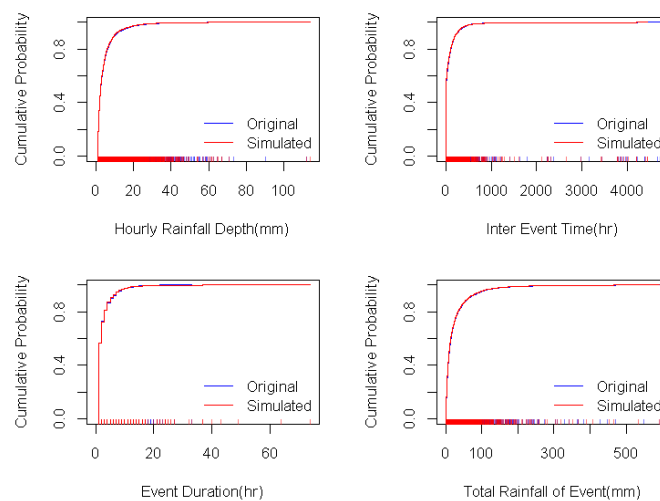 Cumulative Probability
0.0
0.4
0.8
0 20 40 60 80 100
Hourly Rainfall Depth(mm)
Original
Simulated
Cumulative Probability
0.0
0.4
0.8
0 1000 2000 3000 4000
Inter Event Time(hr)
Original
Simulated
Cumulative Probability
0.0
0.4
0.8
0 20 40 60
Event Duration(hr)
Original
Simulated
Cumulative Probability
0.0
0.4
0.8
0 100 200 300 500
Total Rainfall of Event(mm)
Original
Simulated